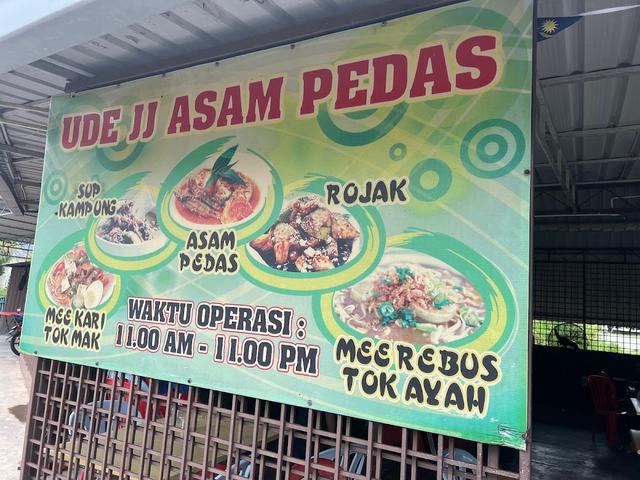 UDE JJ ASAM PEDAS
SUP
KAMPUNG
ASAM
PEDAS
ROJAK
MEE KARI
TOK MAK
WAKTU OPERASI :
11.00 AM - 11.00 PM
MEE REBUS
TOK AYAH